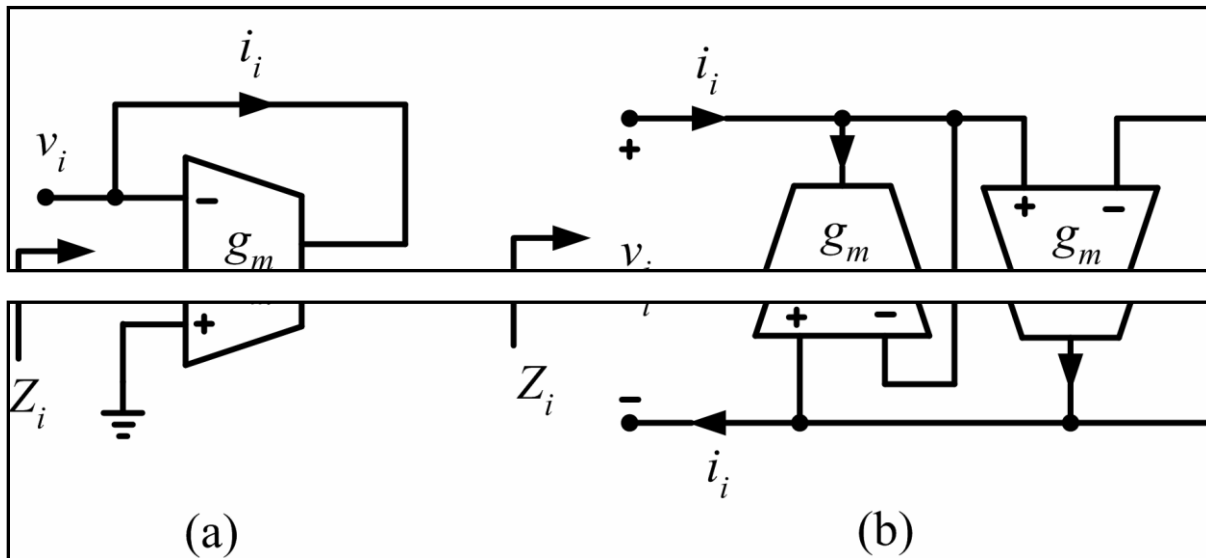 i_i
v_i
-
g_m
+
Z_i
(a)
i_i
+
v_i
g_m
+ -
g_m
+ -
Z_i
-
i_i
(b)